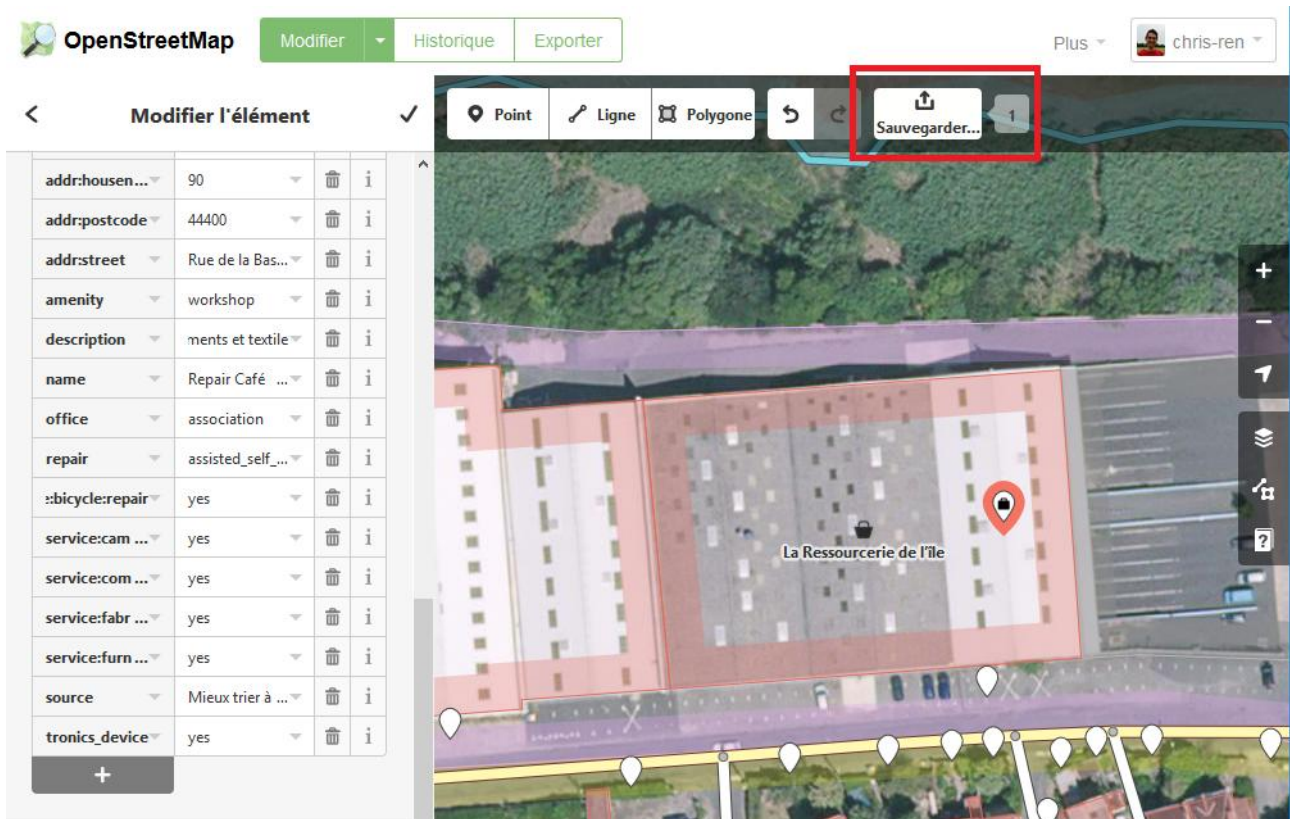 OpenStreetMap Modifier Historique Exporter Plus chris-ren
Modifier l'élément
Point Ligne Polygone Sauvegarder... 1
addr:housen... 90
addr:postcode 44400
addr:street Rue de la Bas...
amenity workshop
description ments et textile
name Repair Café ...
office association
repair assisted_self_...
:bicycle:repair yes
service:cam ... yes
service:com ... yes
service:fabr ... yes
service:furn ... yes
source Mieux trier à ...
tronics_device yes
+
La Ressourcerie de l'île